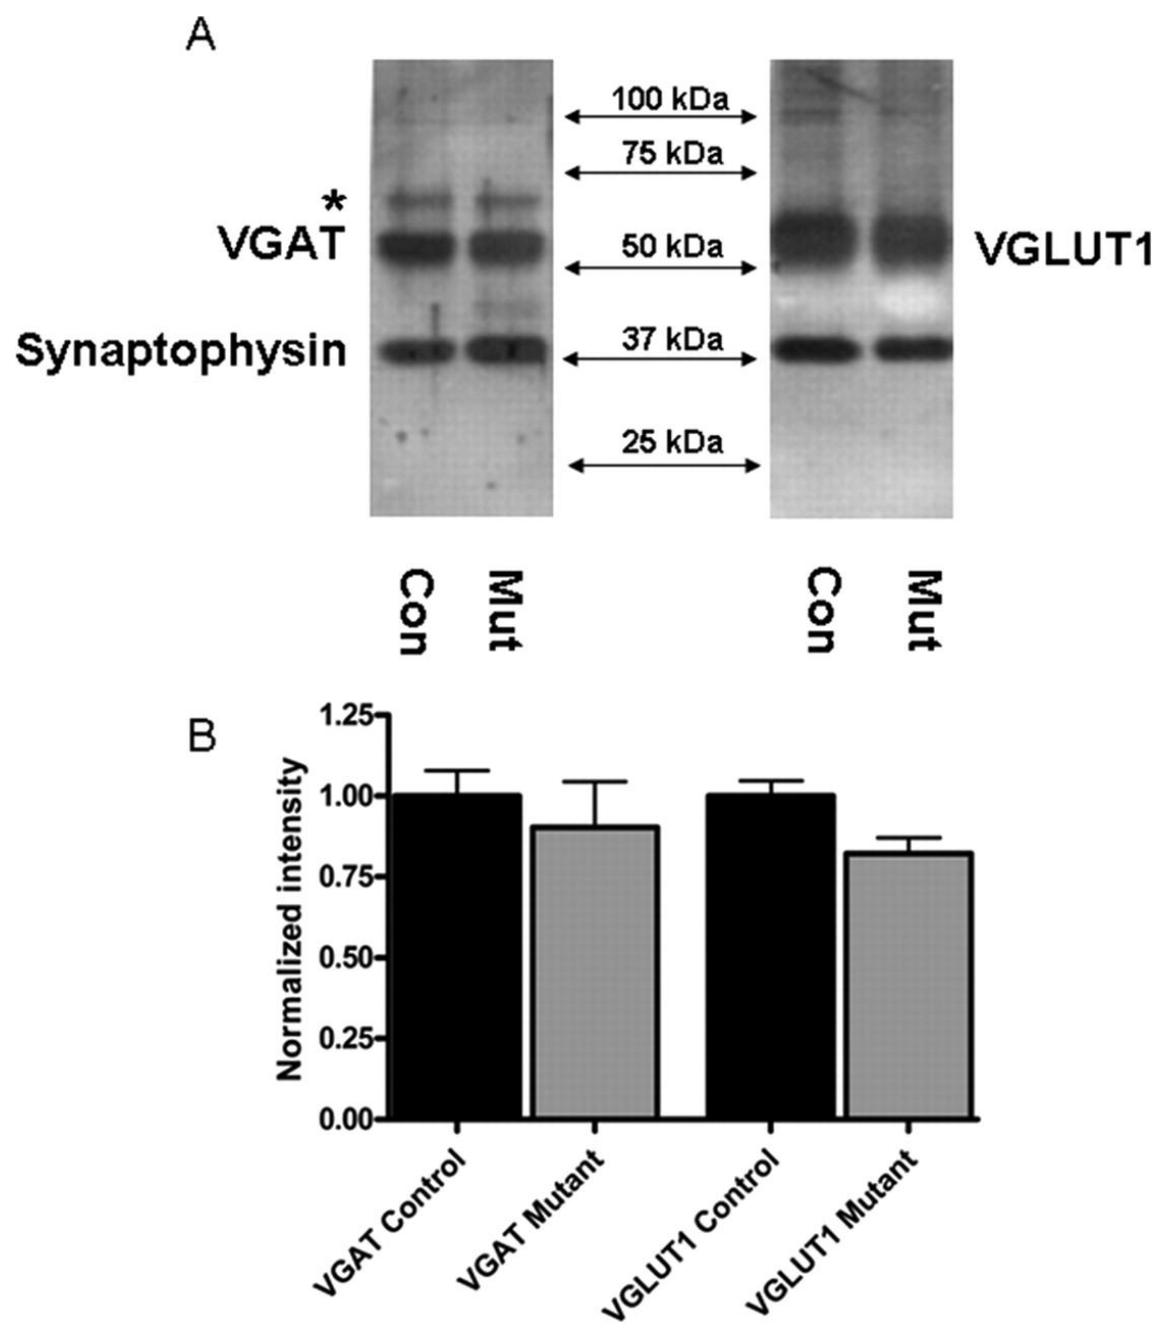 A
100 kDa
75 kDa
*
VGAT
50 kDa
VGLUT1
Synaptophysin
37 kDa
25 kDa
Con
Mut
Con
Mut
B
Normalized intensity
1.25
1.00
0.75
0.50
0.25
0.00
VGAT Control
VGAT Mutant
VGLUT1 Control
VGLUT1 Mutant